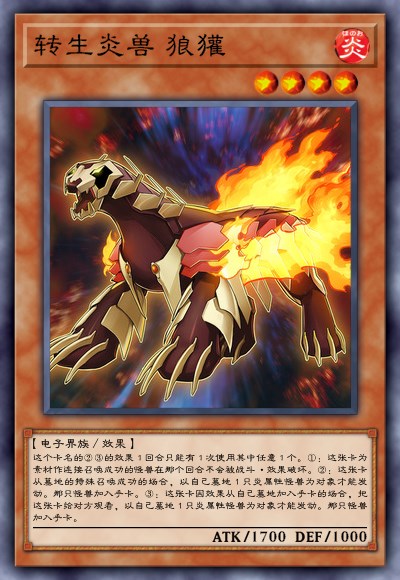 转生炎兽 狼獾
ほのお
炎
【电子界族／效果】
这个卡名的②③的效果1回合只能有1次使用其中任意1个。①：这张卡为
素材作连接召唤成功的怪兽在那个回合不会被战斗·效果破坏。②：这张卡
从墓地的特殊召唤成功的场合，以自己墓地1只炎属性怪兽为对象才能发
动。那只怪兽加入手卡。③：这张卡因效果从自己墓地加入手卡的场合，把
这张卡给对方观看，以自己墓地1只炎属性怪兽为对象才能发动。那只怪兽
加入手卡。
ATK/1700 DEF/1000